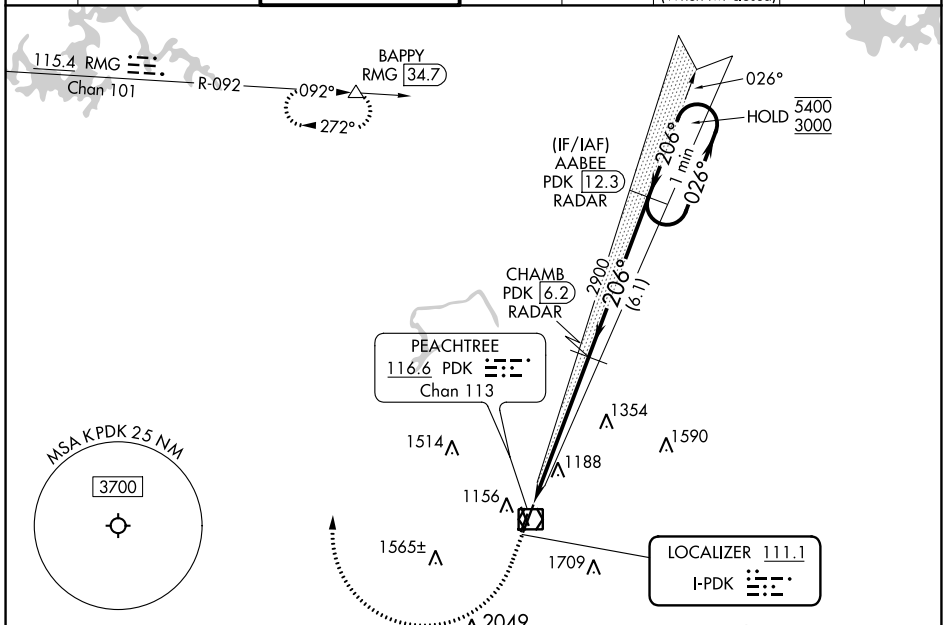 115.4 RMG
Chan 101
R-092
092°
272°
BAPPY
RMG 34.7
026°
HOLD 5400
3000
206°
1 min
026°
(IF/IAF)
AABEE
PDK 12.3
RADAR
2900
206°
(6.1)
CHAMB
PDK 6.2
RADAR
PEACHTREE
116.6 PDK
Chan 113
1354
1590
1514
1188
1156
1565±
1709
2049
MSA KPDK 25 NM
3700
LOCALIZER 111.1
I-PDK